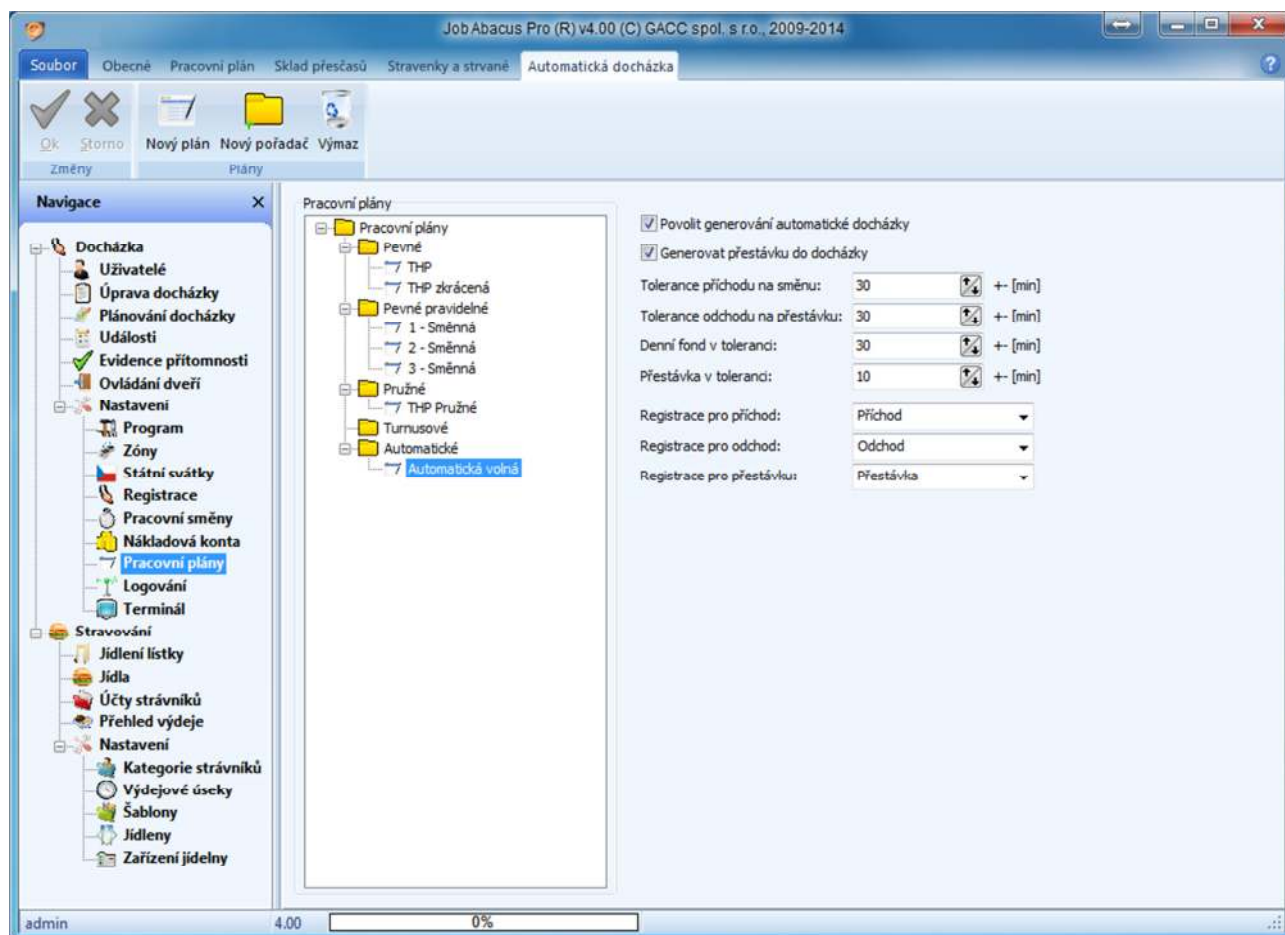 Job Abacus Pro (R) v4.00 (C) GACC spol. s r.o., 2009-2014
Soubor
Obecné
Pracovní plán
Sklad přesčasů
Stravenky a strvané
Automatická docházka
Ok
Storno
Nový plán
Nový pořadač
Výmaz
Změny
Plány
Navigace
Docházka
Uživatelé
Úprava docházky
Plánování docházky
Události
Evidence přítomnosti
Ovládání dveří
Nastavení
Program
Zóny
Státní svátky
Registrace
Pracovní směny
Nákladová konta
Pracovní plány
Logování
Terminál
Stravování
Jídlení lístky
Jídla
Účty strávníků
Přehled výdeje
Nastavení
Kategorie strávníků
Výdejové úseky
Šablony
Jídleny
Zařízení jídelny
Pracovní plány
Pracovní plány
Pevné
THP
THP zkrácená
Pevné pravidelné
1 - Směnná
2 - Směnná
3 - Směnná
Pružné
THP Pružné
Turnusové
Automatické
Automatická volná
Povolit generování automatické docházky
Generovat přestávku do docházky
Tolerance příchodu na směnu: 30 +- [min]
Tolerance odchodu na přestávku: 30 +- [min]
Denní fond v toleranci: 30 +- [min]
Přestávka v toleranci: 10 +- [min]
Registrace pro příchod: Příchod
Registrace pro odchod: Odchod
Registrace pro přestávku: Přestávka
admin
4.00
0%